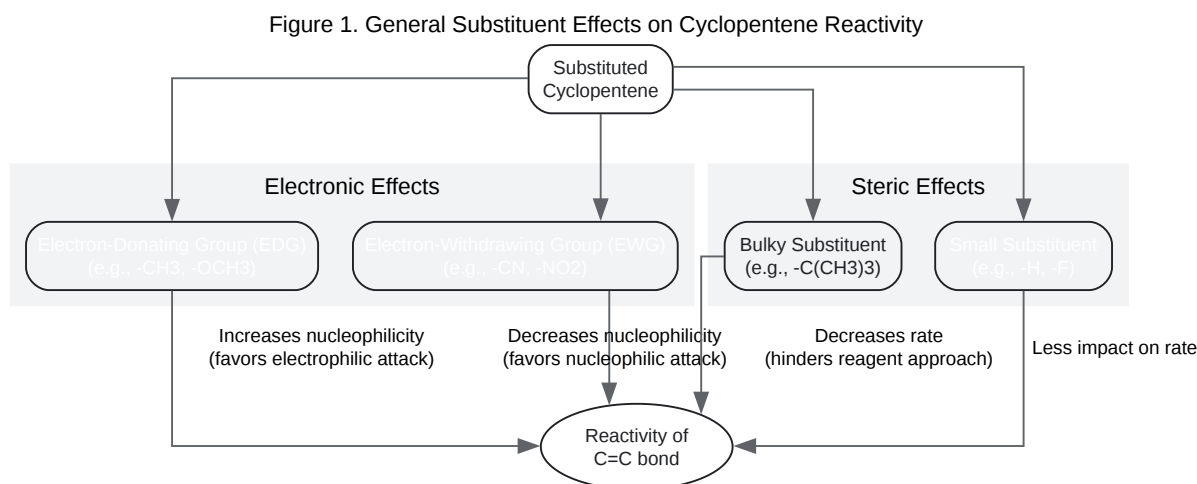 Figure 1. General Substituent Effects on Cyclopentene Reactivity
Substituted
Cyclopentene
Electronic Effects
Steric Effects
Electron-Donating Group (EDG)
(e.g., -CH3, -OCH3)
Electron-Withdrawing Group (EWG)
(e.g., -CN, -NO2)
Bulky Substituent
(e.g., -C(CH3)3)
Small Substituent
(e.g., -H, -F)
Increases nucleophilicity
(favors electrophilic attack)
Decreases nucleophilicity
(favors nucleophilic attack)
Decreases rate
(hinders reagent approach)
Less impact on rate
Reactivity of
C=C bond